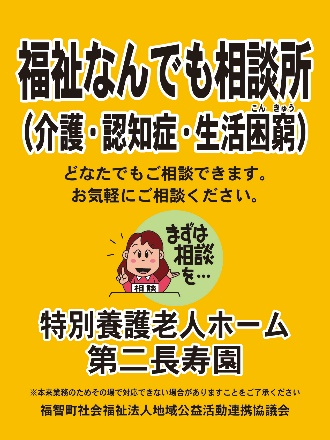 福祉なんでも相談所
こん きゅう
(介護・認知症・生活困窮)
どなたでもご相談できます。
お気軽にご相談ください。
まずは
相談
を…
相談
特別養護老人ホーム
第二長寿園
※本来業務のためその場で対応できない場合がありますことをご了承ください
福智町社会福祉法人地域公益活動連携協議会